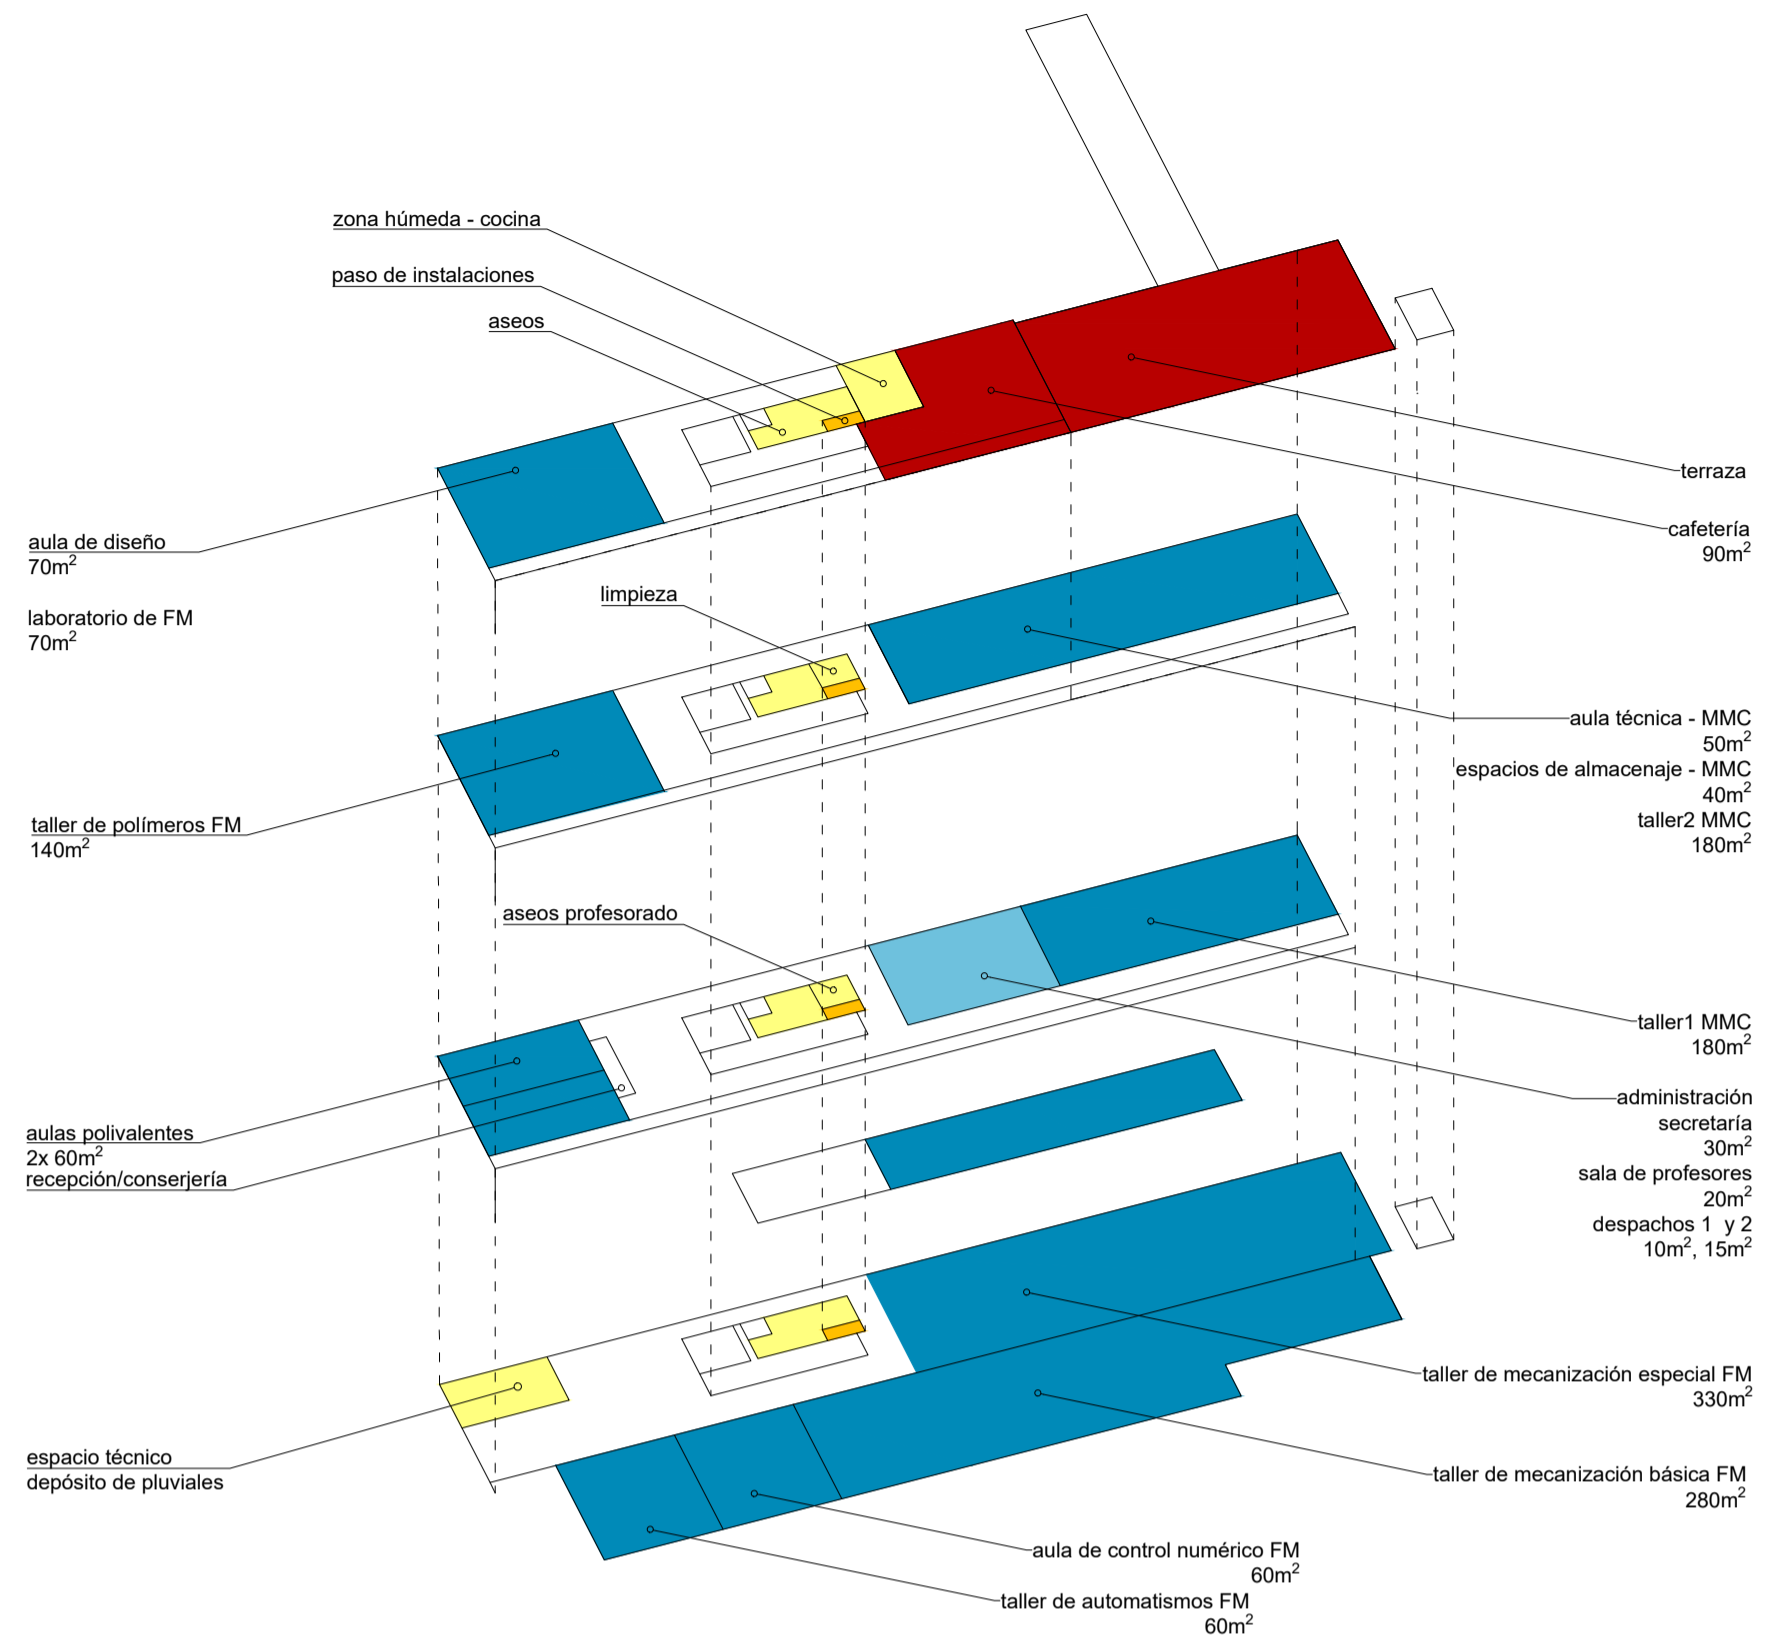 zona húmeda - cocina
paso de instalaciones
aseos
terraza
cafetería
90m²
aula de diseño
70m²
laboratorio de FM
70m²
limpieza
aula técnica - MMC
50m²
espacios de almacenaje - MMC
40m²
taller2 MMC
180m²
taller de polímeros FM
140m²
aseos profesorado
taller1 MMC
180m²
administración
secretaría
30m²
sala de profesores
20m²
despachos 1 y 2
10m², 15m²
aulas polivalentes
2x 60m²
recepción/conserjería
taller de mecanización especial FM
330m²
espacio técnico
depósito de pluviales
taller de mecanización básica FM
280m²
aula de control numérico FM
60m²
taller de automatismos FM
60m²